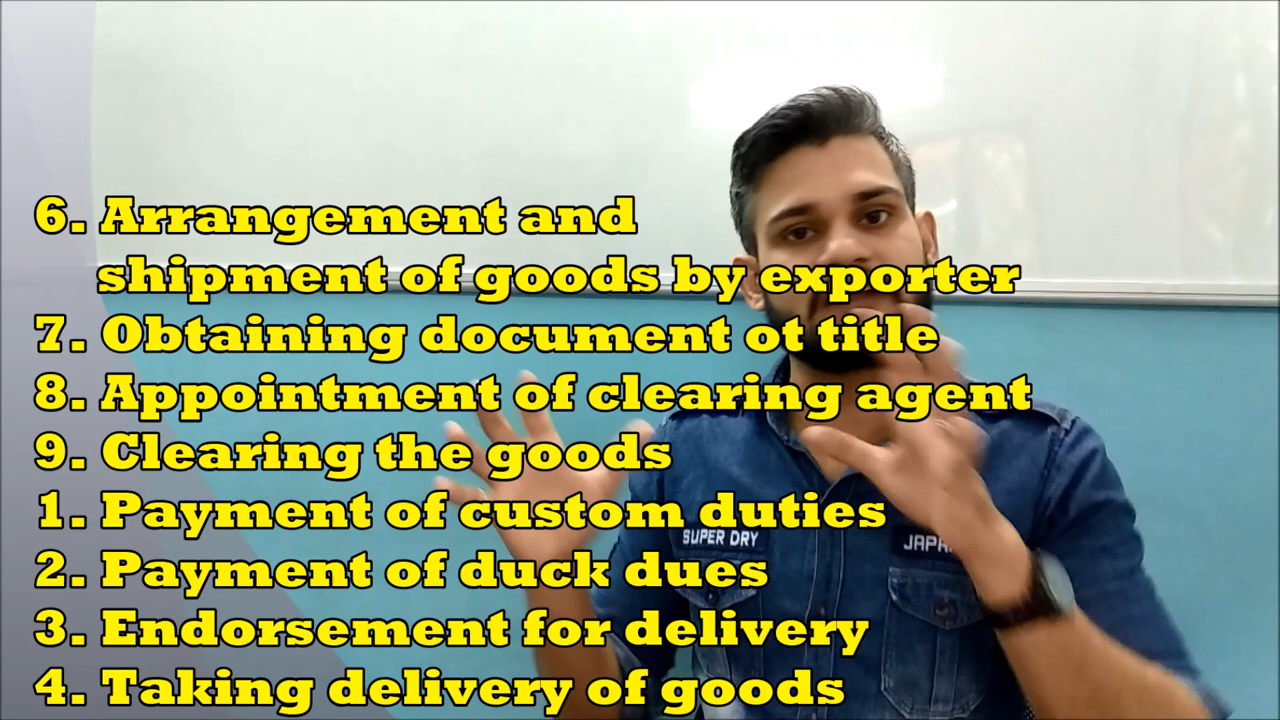 6. Arrangement and
shipment of goods by exporter
7. Obtaining document ot title
8. Appointment of clearing agent
9. Clearing the goods
1. Payment of custom duties
2. Payment of duck dues
3. Endorsement for delivery
4. Taking delivery of goods
SUPER DRY